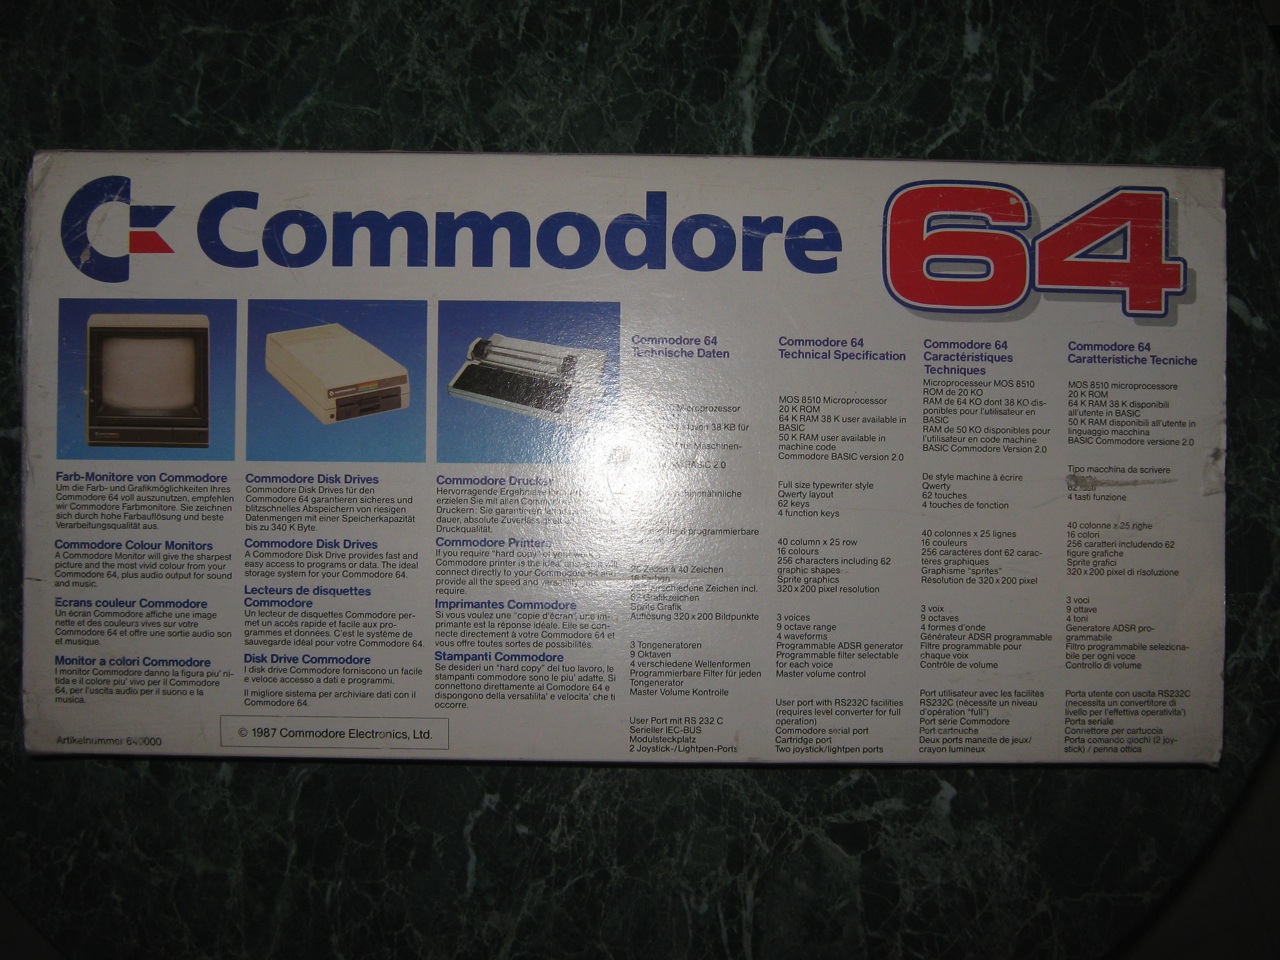 Commodore 64
Farb-Monitore von Commodore
Um die Farb- und Grafikmöglichkeiten Ihres
Commodore 64 voll auszunutzen, empfehlen
wir Commodore Farbmonitore. Sie zeichnen
sich durch hohe Farbauflösung und beste
Verarbeitungsqualität aus.
Commodore Colour Monitors
A Commodore Monitor will give the sharpest
picture and the most vivid colour from your
Commodore 64, plus audio output for sound
and music.
Ecrans couleur Commodore
Un écran Commodore affiche une image
nette et des couleurs vives sur votre
Commodore 64 et offre une sortie audio son
et musique.
Monitor a colori Commodore
I monitor Commodore danno la figura piu' ni-
tida e il colore piu' vivo per il Commodore
64, per l'uscita audio per il suono e la
musica.
Artikelnummer
Commodore Disk Drives
Commodore Disk Drives für den
Commodore 64 garantieren sicheres und
blitzschnelles Abspeichern von riesigen
Datenmengen mit einer Speicherkapazität
bis zu 340 K Byte.
Commodore Disk Drives
A Commodore Disk Drive provides fast and
easy access to programs or data. The ideal
storage system for your Commodore 64.
Lecteurs de disquettes
Commodore
Un lecteur de disquettes Commodore per-
met un accès rapide et facile aux pro-
grammes et données. C'est le système de
sauvegarde idéal pour votre Commodore 64.
Disk Drive Commodore
I disk drive Commodore forniscono un facile
e veloce accesso a dati e programmi.
Il migliore sistema per archiviare dati con il
Commodore 64.
© 1987 Commodore Electronics, Ltd.
Commodore Drucker
Hervorragende Ergebnisse
erzielen Sie mit allen
Druckern. Sie garantieren
dauer, absolute Zuverlässigkeit
Druckqualität.
Commodore Printers
If you require "hard copy" of your work
Commodore printer is the ideal
connect directly to your Commodore 64 and
provide all the speed and versatility
require.
Imprimantes Commodore
Si vous voulez une "copie d'écran", une im-
primante est la réponse idéale. Elle se con-
necte directement à votre Commodore 64 et
vous offre toutes sortes de possibilités.
Stampanti Commodore
Se desideri un "hard copy" del tuo lavoro, le
stampanti commodore sono le piu' adatte. Si
connettono direttamente al Comodore 64 e
dispongono della versatilita' e velocita' che ti
occorre.
Commodore 64
Technische Daten
Microprozessor
38 KB für
Maschinen-
BASIC 2.0
programmierbare
25 Zeilen à 40 Zeichen
16 Farben
verschiedene Zeichen incl.
62 Grafikzeichen
Sprite Grafik
Auflösung 320 x 200 Bildpunkte
3 Tongeneratoren
9 Oktaven
4 verschiedene Wellenformen
Programmierbare Filter für jeden
Tongenerator
Master Volume Kontrolle
User Port mit RS 232 C
Serieller IEC-BUS
Modulsteckplatz
2 Joystick-/Lightpen-Ports
Commodore 64
Technical Specification
MOS 8510 Microprocessor
20 K ROM
64 K RAM 38 K user available in
BASIC
50 K RAM user available in
machine code
Commodore BASIC version 2.0
Full size typewriter style
Qwerty layout
62 keys
4 function keys
40 column x 25 row
16 colours
256 characters including 62
graphic shapes
Sprite graphics
320 x 200 pixel resolution
3 voices
9 octave range
4 waveforms
Programmable ADSR generator
Programmable filter selectable
for each voice
Master volume control
User port with RS232C facilities
(requires level converter for full
operation)
Commodore serial port
Cartridge port
Two joystick/lightpen ports
Commodore 64
Caractéristiques
Techniques
Microprocesseur MOS 8510
ROM de 20 KO
RAM de 64 KO dont 38 KO dis-
ponibles pour l'utilisateur en
BASIC
RAM de 50 KO disponibles pour
l'utilisateur en code machine
BASIC Commodore Version 2.0
De style machine à écrire
Qwerty
62 touches
4 touches de fonction
40 colonnes x 25 lignes
16 couleurs
256 caractères dont 62 carac-
tères graphiques
Graphisme "sprites"
Résolution de 320 x 200 pixel
3 voix
9 octaves
4 formes d'onde
Générateur ADSR programmable
Filtre programmable pour
chaque voix
Contrôle de volume
Port utilisateur avec les facilités
RS232C (nécessite un niveau
d'opération "full")
Port série Commodore
Port cartouche
Deux ports manette de jeux/
crayon lumineux
Commodore 64
Caratteristiche Tecniche
MOS 8510 microprocessore
20 K ROM
64 K RAM 38 K disponibili
all'utente in BASIC
50 K RAM disponibili all'utente in
linguaggio macchina
BASIC Commodore versione 2.0
Tipo macchina da scrivere
62 tasti
4 tasti funzione
40 colonne x 25 righe
16 colori
256 caratteri includendo 62
figure grafiche
Sprite grafici
320 x 200 pixel di risoluzione
3 voci
9 ottave
4 toni
Generatore ADSR pro-
grammabile
Filtro programmabile seleziona-
bile per ogni voce
Controllo di volume
Porta utente con uscita RS232C
(necessita un convertitore di
livello per l'effettiva operativita')
Porta seriale
Connettore per cartuccia
Porta comando giochi (2 joy-
stick) / penna ottica